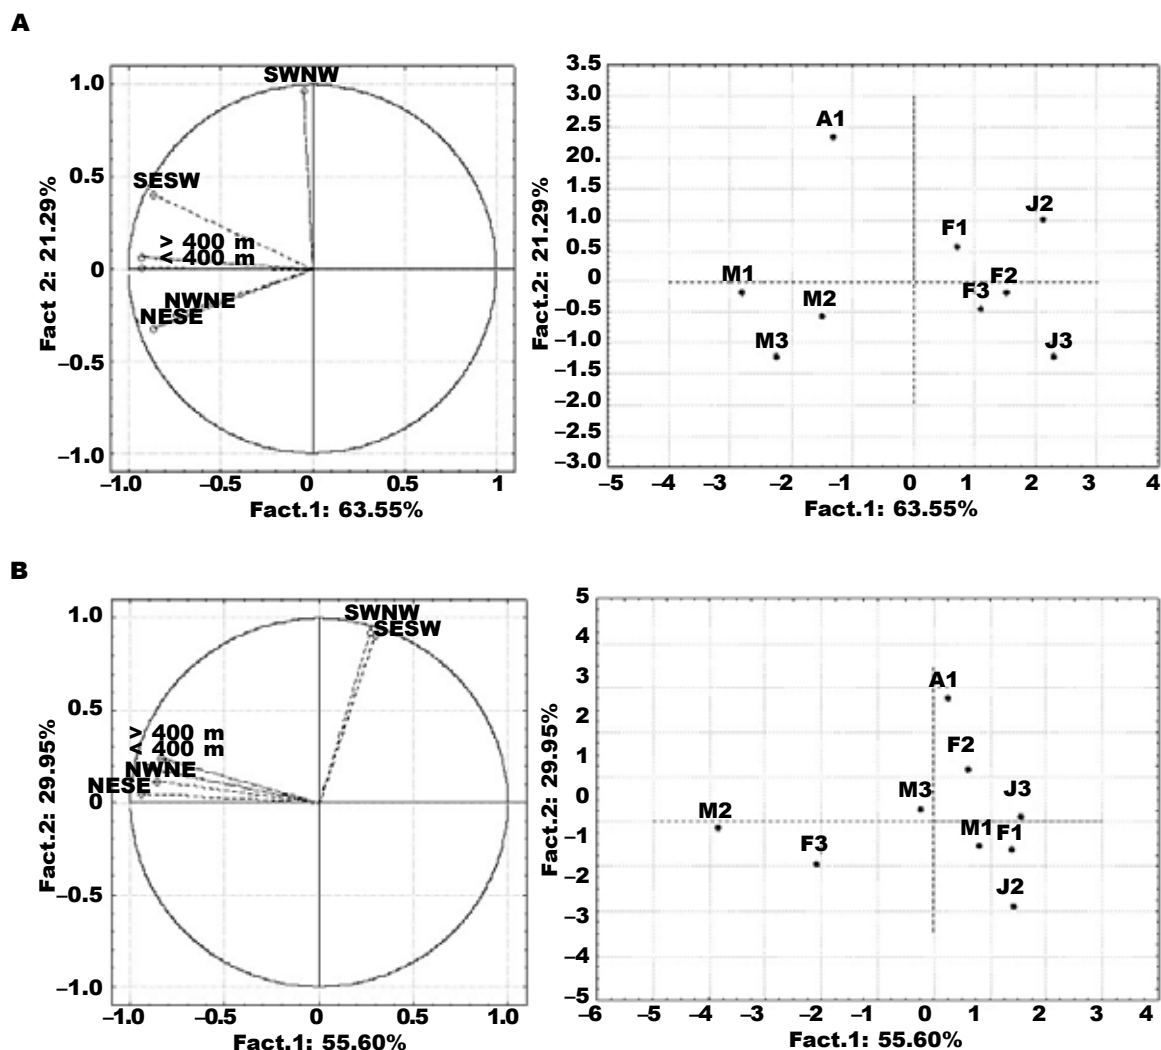 A
SWNW
SESW
> 400 m
< 400 m
NWNE
NESE
1.0
0.5
0
–0.5
–1.0
Fact 2: 21.29%
–1.0
–0.5
0
0.5
1
Fact.1: 63.55%
3.5
3.0
2.5
20.
1.5
1.0
0.5
0
–0.5
–1.0
–1.5
–2.0
–2.5
–3.0
Fact.2: 21.29%
A1
J2
F1
M1
F2
M2
F3
M3
J3
–5
–4
–3
–2
–1
0
1
2
3
4
Fact.1: 63.55%
B
SWNW
SESW
> 400 m
< 400 m
NWNE
NESE
1.0
0.5
0
–0.5
–1.0
Fact.2: 29.95%
–1.0
–0.5
0
0.5
1.0
Fact.1: 55.60%
5
4
3
2
1
0
–1
–2
–3
–4
–5
Fact.2: 29.95%
A1
F2
M3
J3
M2
M1
F1
F3
J2
–6
–5
–4
–3
–2
–1
0
1
2
3
4
Fact.1: 55.60%